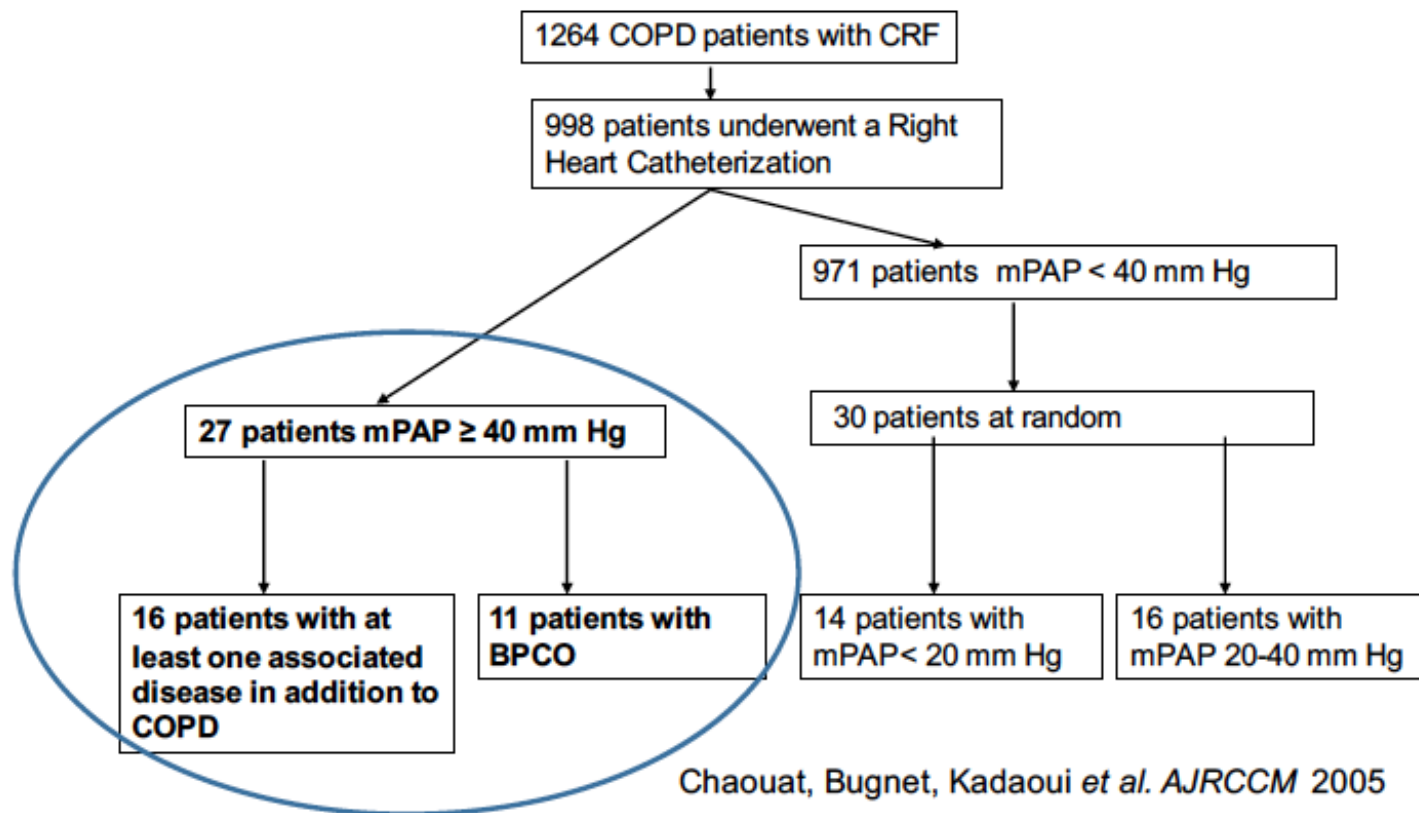 1264 COPD patients with CRF
998 patients underwent a Right
Heart Catheterization
971 patients mPAP < 40 mm Hg
27 patients mPAP ≥ 40 mm Hg
30 patients at random
16 patients with at
least one associated
disease in addition to
COPD
11 patients with
BPCO
14 patients with
mPAP< 20 mm Hg
16 patients with
mPAP 20-40 mm Hg
Chaouat, Bugnet, Kadaoui et al. AJRCCM 2005